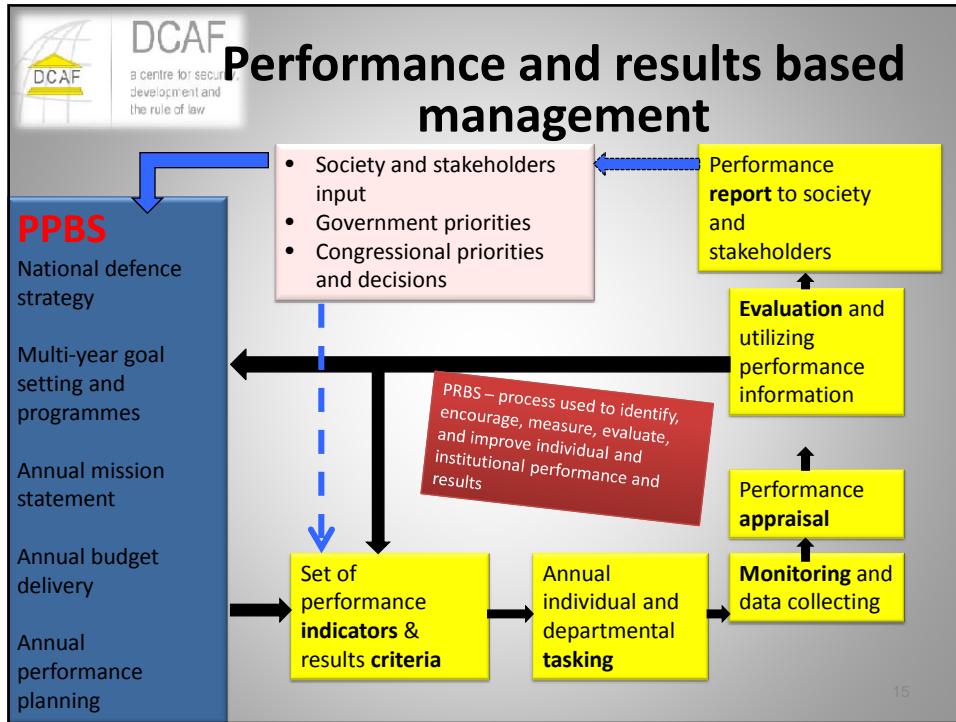 DCAF
DCAF
a centre for security,
development and
the rule of law
Performance and results based
management
• Society and stakeholders
input
• Government priorities
• Congressional priorities
and decisions
Performance
report to society
and
stakeholders
PPBS
National defence
strategy
Multi-year goal
setting and
programmes
Annual mission
statement
Annual budget
delivery
Annual
performance
planning
Evaluation and
utilizing
performance
information
PRBS – process used to identify,
encourage, measure, evaluate,
and improve individual and
institutional performance and
results
Performance
appraisal
Set of
performance
indicators &
results criteria
Annual
individual and
departmental
tasking
Monitoring and
data collecting
15